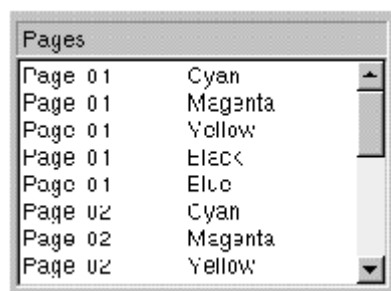 Pages
Page 01 Cyan
Page 01 Magenta
Page 01 Yellow
Page 01 Black
Page 01 Blue
Page 02 Cyan
Page 02 Magenta
Page 02 Yellow